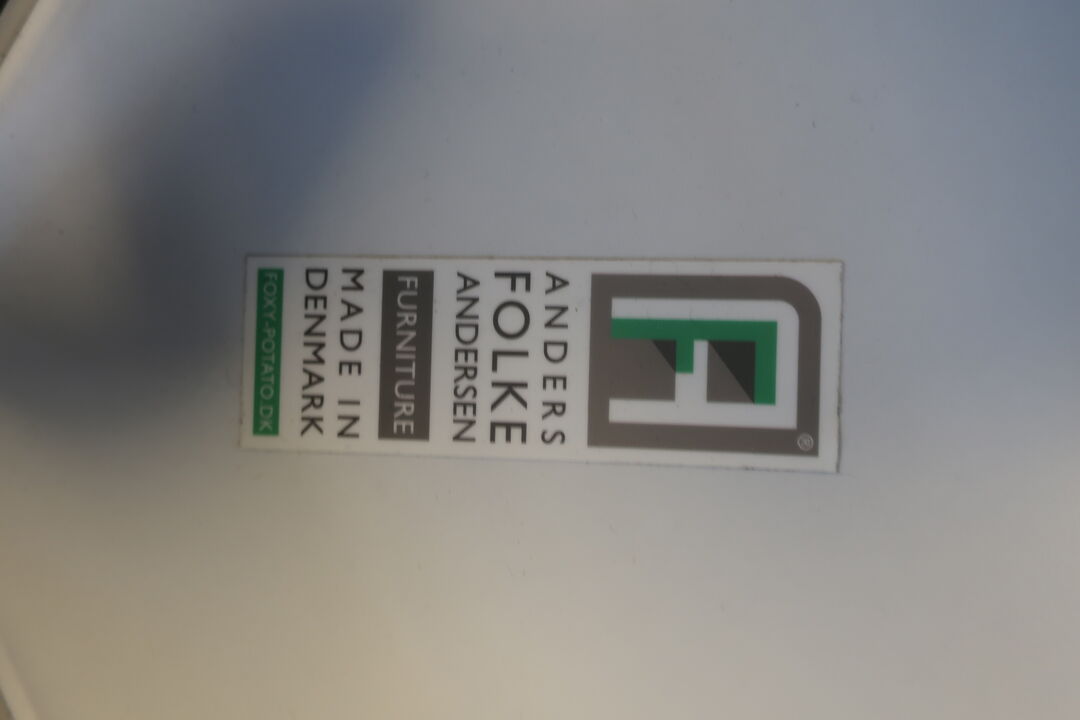 ®
ANDERS
FOLKE
ANDERSEN
FURNITURE
MADE IN
DENMARK
FOXY-POTATO.DK